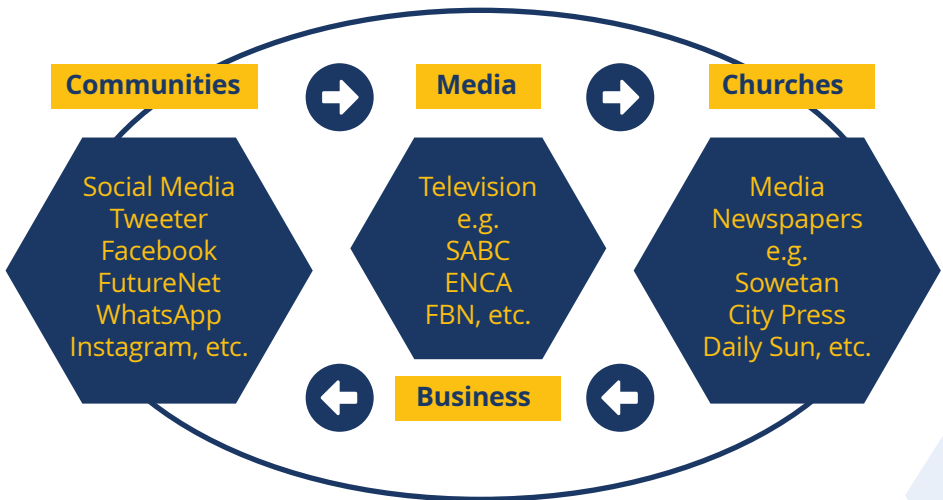 Communities
Media
Churches
Social Media
Tweeter
Facebook
FutureNet
WhatsApp
Instagram, etc.
Television
e.g.
SABC
ENCA
FBN, etc.
Media
Newspapers
e.g.
Sowetan
City Press
Daily Sun, etc.
Business